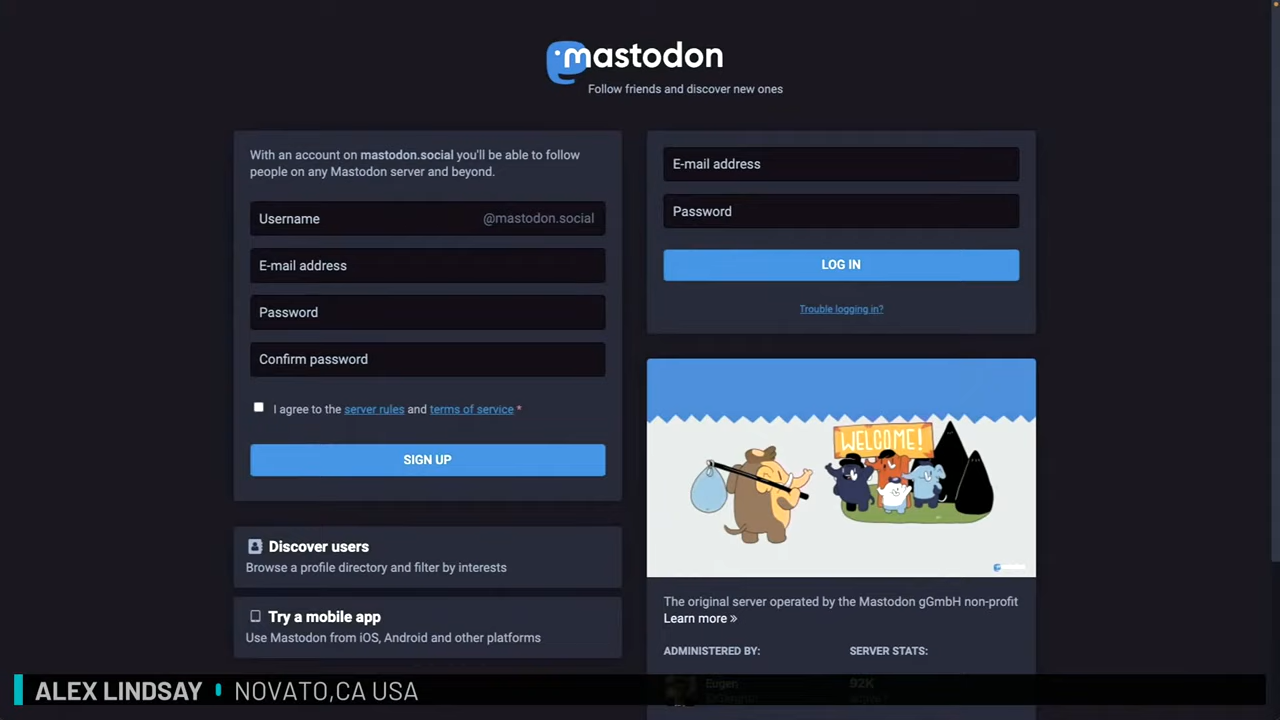 mastodon
Follow friends and discover new ones
With an account on mastodon.social you'll be able to follow
people on any Mastodon server and beyond.
Username @mastodon.social
E-mail address
Password
Confirm password
I agree to the server rules and terms of service *
SIGN UP
Discover users
Browse a profile directory and filter by interests
Try a mobile app
Use Mastodon from iOS, Android and other platforms
E-mail address
Password
LOG IN
Trouble logging in?
WELCOME!
mastodon
The original server operated by the Mastodon gGmbH non-profit
Learn more »
ADMINISTERED BY:
SERVER STATS:
Eugen
92K
ALEX LINDSAY
NOVATO,CA USA